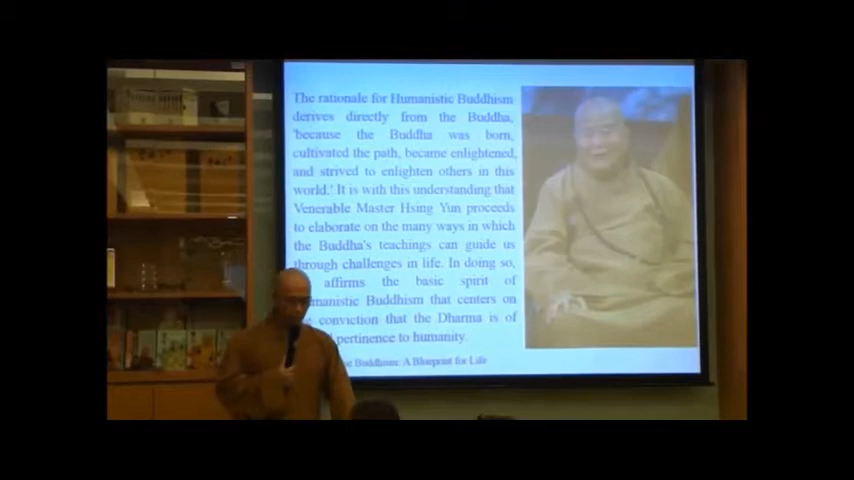 The rationale for Humanistic Buddhism
derives directly from the Buddha,
'because the Buddha was born,
cultivated the path, became enlightened,
and strived to enlighten others in this
world.' It is with this understanding that
Venerable Master Hsing Yun proceeds
to elaborate on the many ways in which
the Buddha's teachings can guide us
through challenges in life. In doing so,
affirms the basic spirit of
manistic Buddhism that centers on
e conviction that the Dharma is of
pertinence to humanity.
se Buddhism: A Blueprint for Life